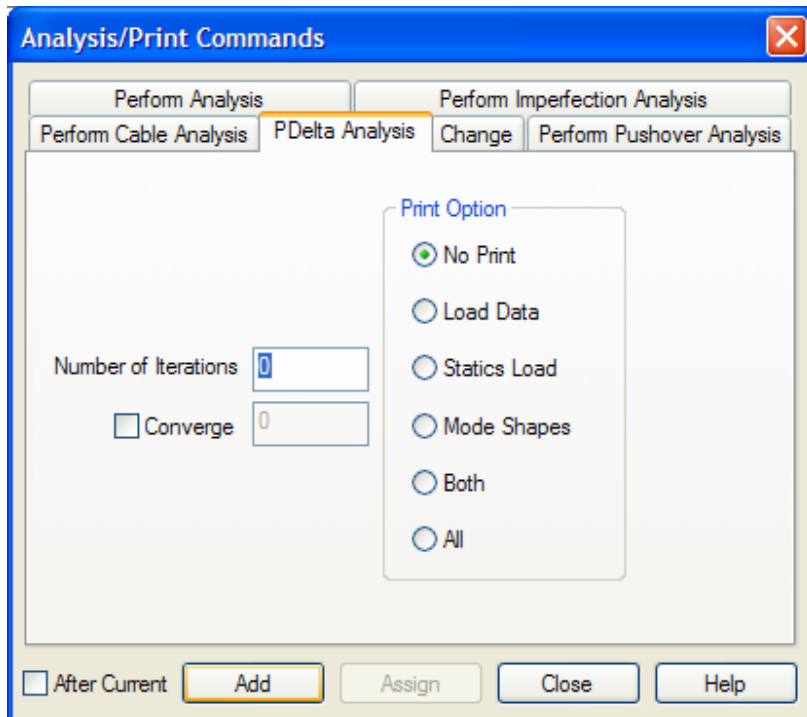 Analysis/Print Commands
Perform Analysis
Perform Imperfection Analysis
Perform Cable Analysis
PDelta Analysis
Change
Perform Pushover Analysis
Print Option
No Print
Load Data
Number of Iterations 0
Statics Load
Converge 0
Mode Shapes
Both
All
After Current
Add
Assign
Close
Help